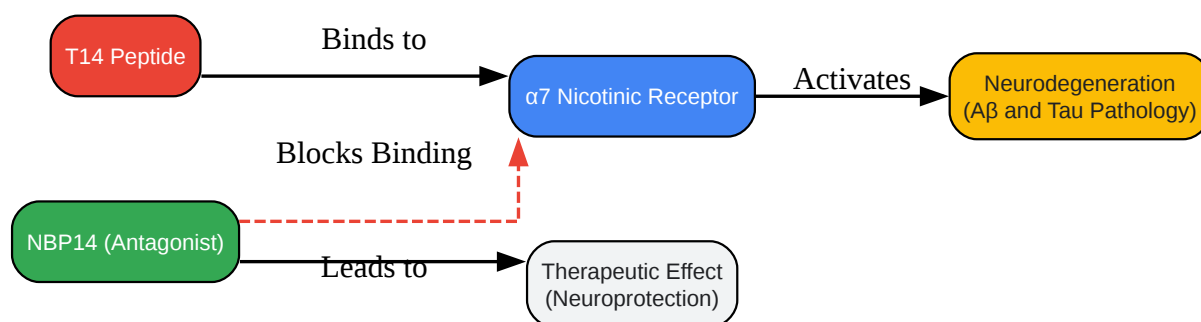 T14 Peptide
Binds to
α7 Nicotinic Receptor
Activates
Neurodegeneration
(Aβ and Tau Pathology)
Blocks Binding
NBP14 (Antagonist)
Leads to
Therapeutic Effect
(Neuroprotection)